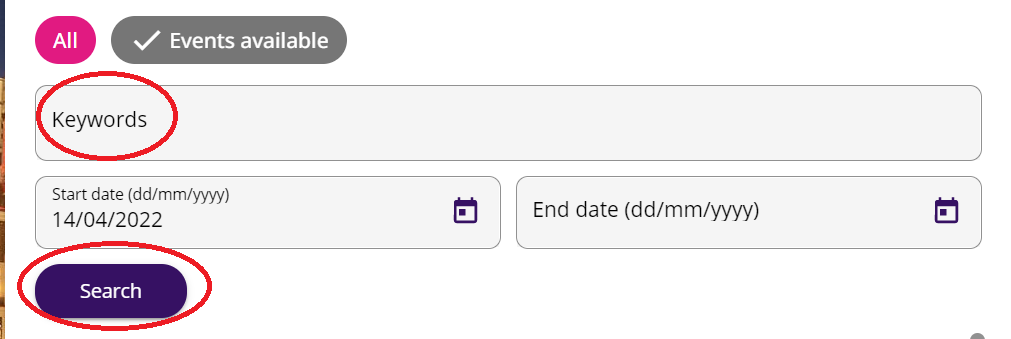 All
Events available
Keywords
Start date (dd/mm/yyyy)
14/04/2022
End date (dd/mm/yyyy)
Search